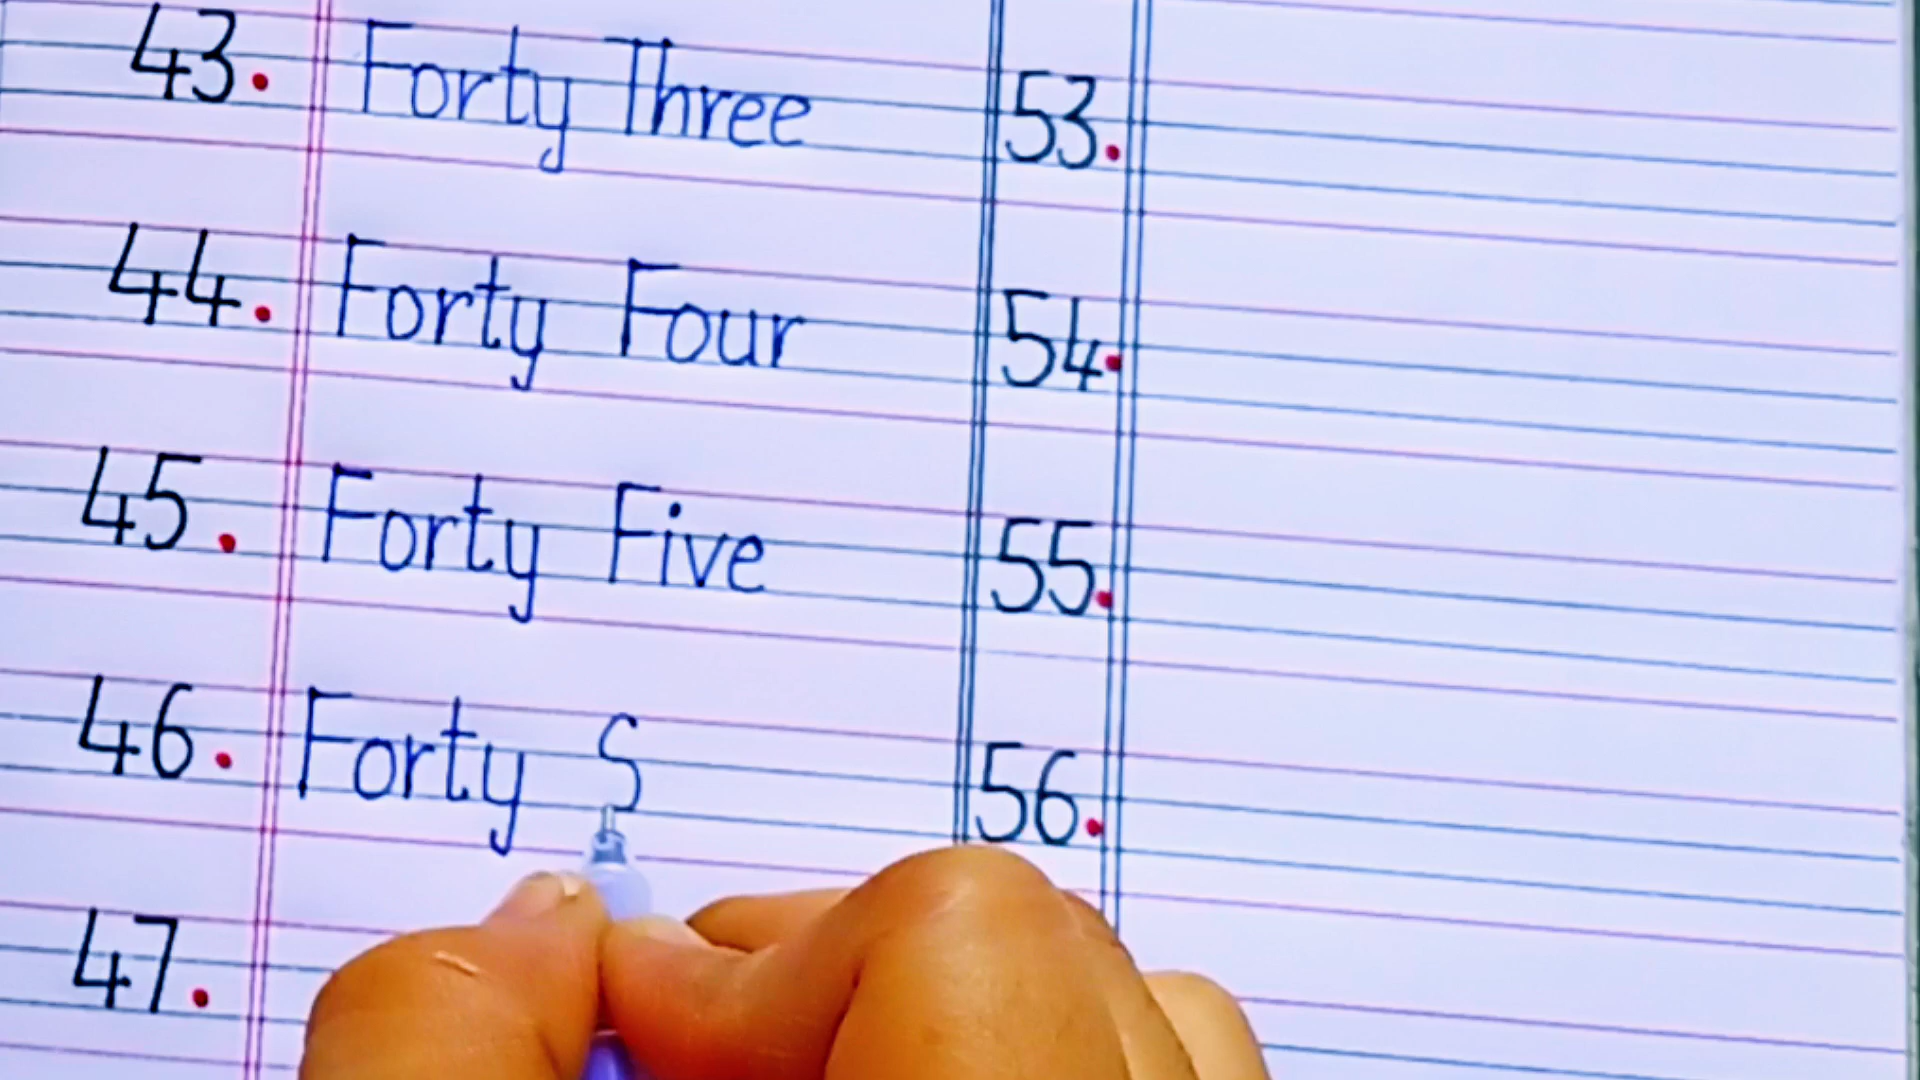 43. Forty Three 53.
44. Forty Four 54.
45. Forty Five 55.
46. Forty S 56.
47.